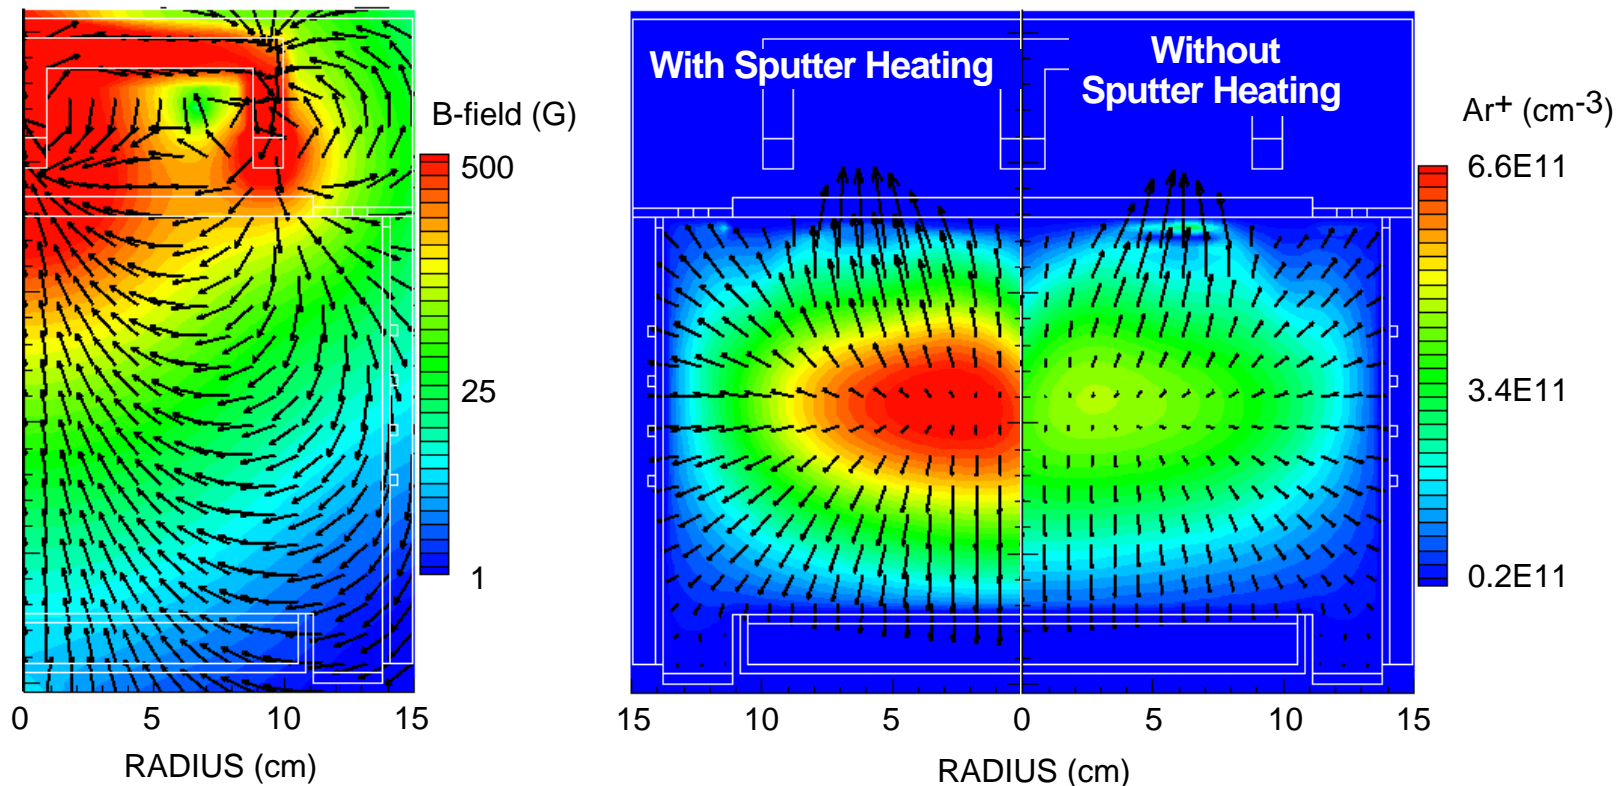 B-field (G)
500
25
1
0
5
10
15
RADIUS (cm)
With Sputter Heating
Without
Sputter Heating
Ar+ (cm-3)
6.6E11
3.4E11
0.2E11
15
10
5
0
5
10
15
RADIUS (cm)